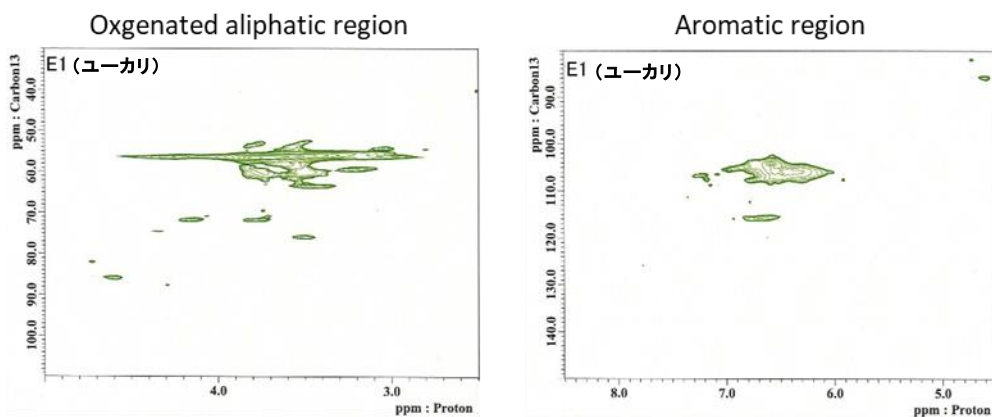 Oxgenated aliphatic region
E1 (ユーカリ)
ppm : Carbon13
40.0
50.0
60.0
70.0
80.0
90.0
100.0
4.0
3.0
ppm : Proton
Aromatic region
E1 (ユーカリ)
ppm : Carbon13
90.0
100.0
110.0
120.0
130.0
140.0
8.0
7.0
6.0
5.0
ppm : Proton